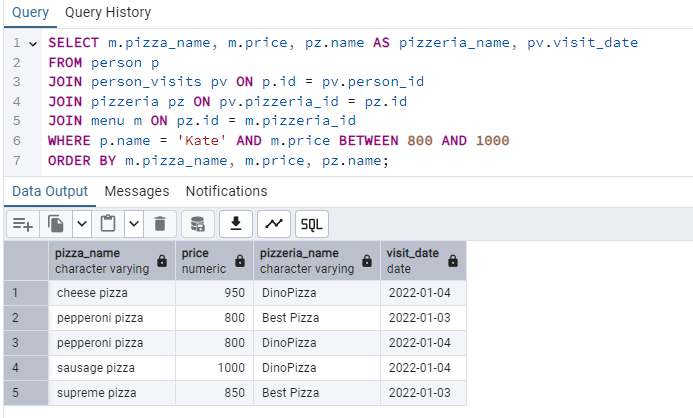 Query Query History
1 SELECT m.pizza_name, m.price, pz.name AS pizzeria_name, pv.visit_date
2 FROM person p
3 JOIN person_visits pv ON p.id = pv.person_id
4 JOIN pizzeria pz ON pv.pizzeria_id = pz.id
5 JOIN menu m ON pz.id = m.pizzeria_id
6 WHERE p.name = 'Kate' AND m.price BETWEEN 800 AND 1000
7 ORDER BY m.pizza_name, m.price, pz.name;
Data Output Messages Notifications
SQL
pizza_name price pizzeria_name visit_date
character varying numeric character varying date
1 cheese pizza 950 DinoPizza 2022-01-04
2 pepperoni pizza 800 Best Pizza 2022-01-03
3 pepperoni pizza 800 DinoPizza 2022-01-04
4 sausage pizza 1000 DinoPizza 2022-01-04
5 supreme pizza 850 Best Pizza 2022-01-03